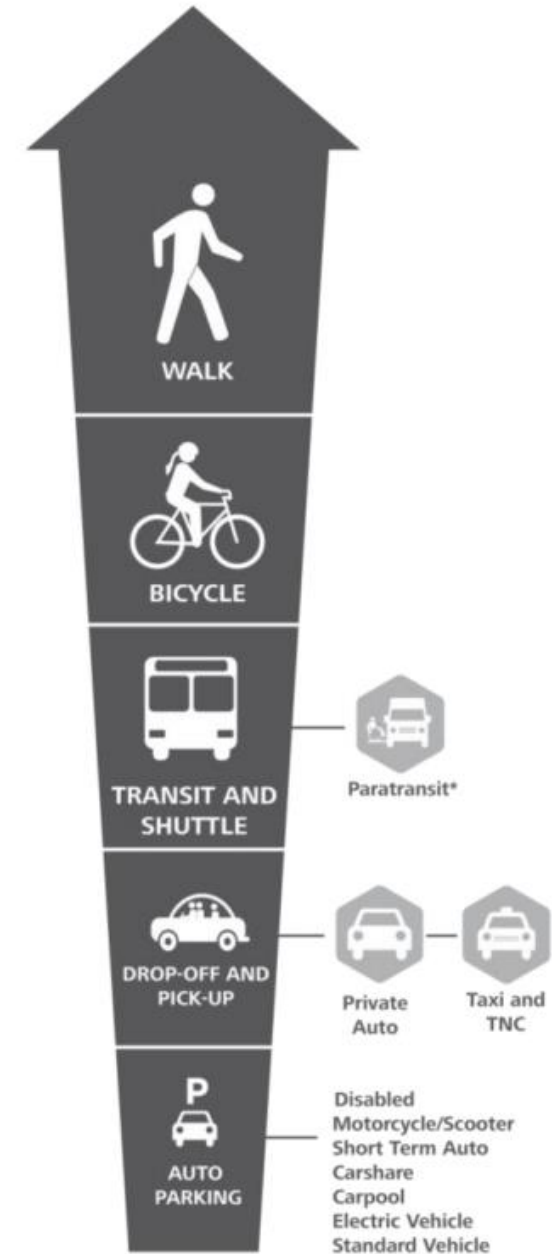 WALK
BICYCLE
TRANSIT AND
SHUTTLE
Paratransit*
DROP-OFF AND
PICK-UP
Private
Auto
Taxi and
TNC
P
AUTO
PARKING
Disabled
Motorcycle/Scooter
Short Term Auto
Carshare
Carpool
Electric Vehicle
Standard Vehicle